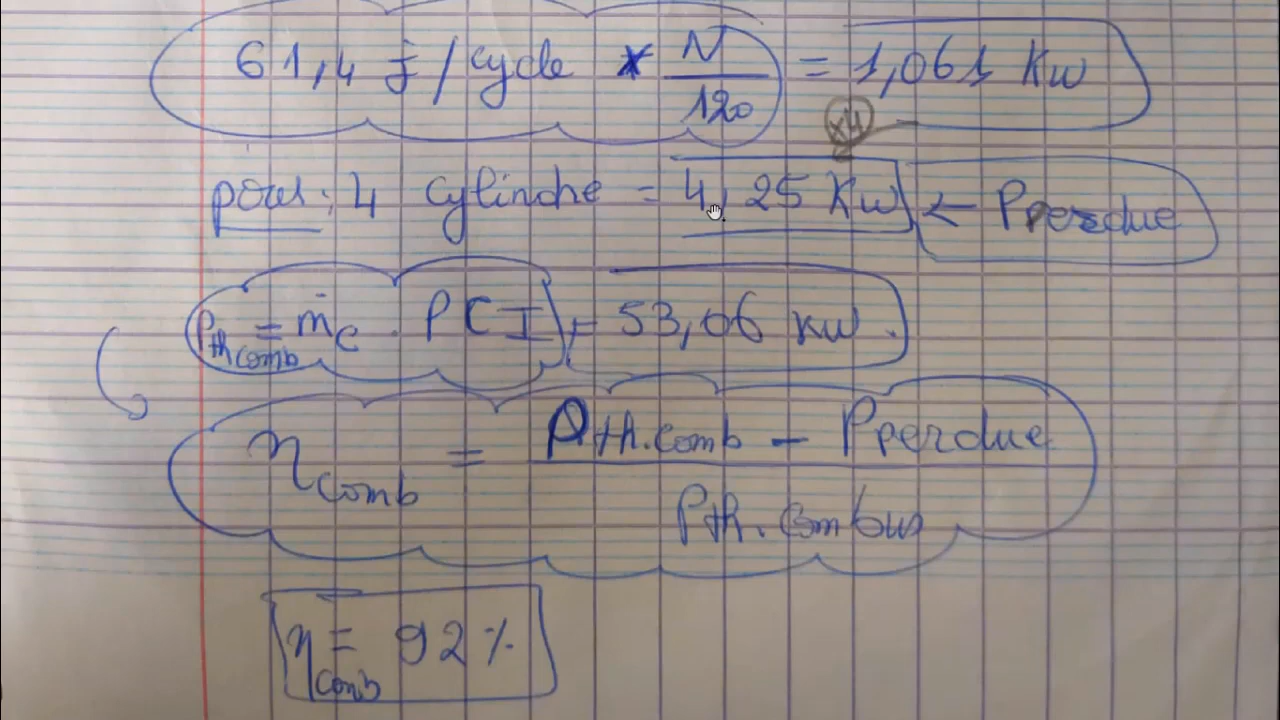 61,4 j/cycle * N/120 = 1,061 Kw
x4
pour : 4 cylindre = 4,25 Kw ← Pperdue
Pth comb = ṁc . PCI = 53,06 kw.
ηcomb = Pth.comb - Pperdue / Pth.combus
ηcomb = 92 %